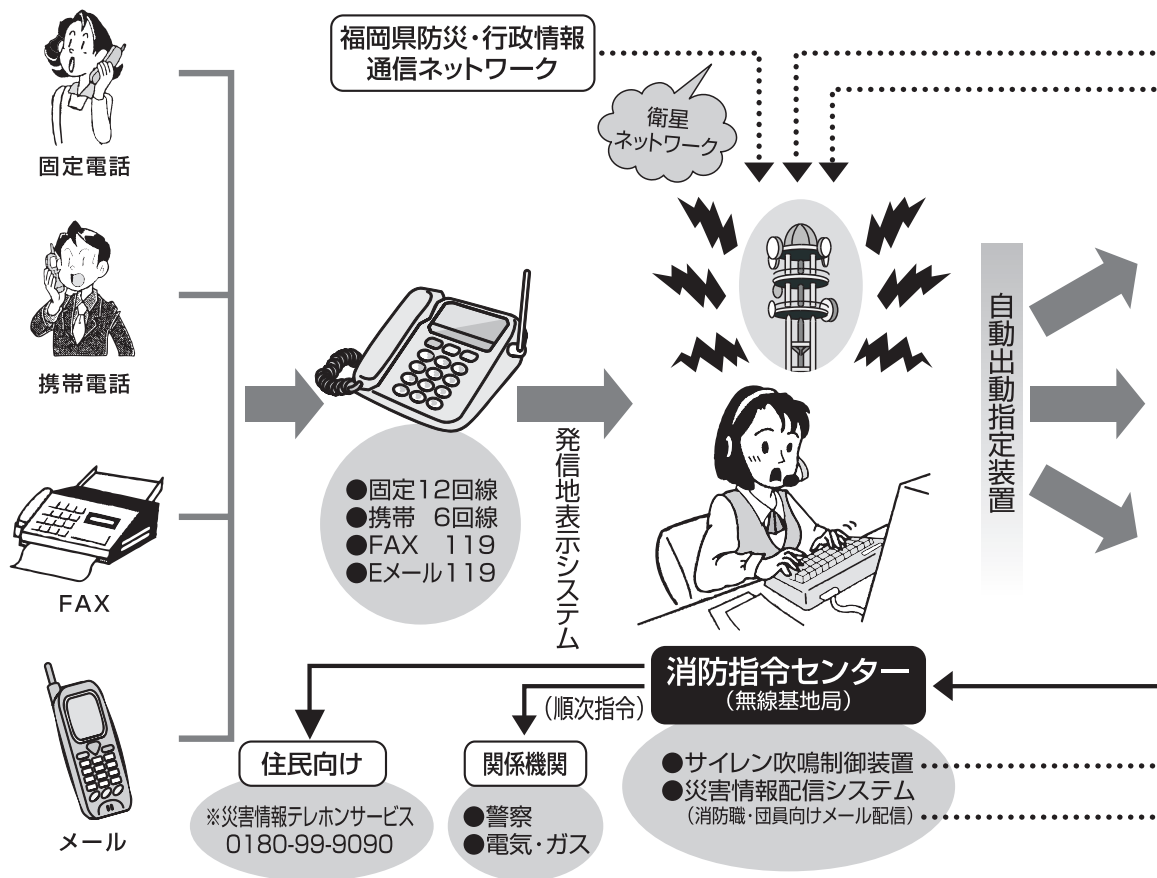 福岡県防災・行政情報
通信ネットワーク
衛星
ネットワーク
固定電話
携帯電話
FAX
メール
●固定12回線
●携帯 6回線
●FAX 119
●Eメール119
発信地表示システム
自動出動指定装置
消防指令センター
(無線基地局)
(順次指令)
住民向け
※災害情報テレホンサービス
0180-99-9090
関係機関
●警察
●電気・ガス
●サイレン吹鳴制御装置
●災害情報配信システム
(消防職・団員向けメール配信)